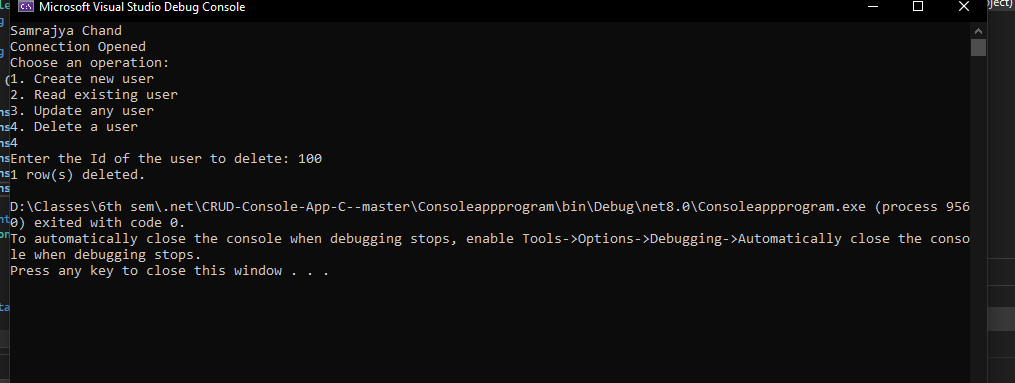 Microsoft Visual Studio Debug Console
Samrajya Chand
Connection Opened
Choose an operation:
1. Create new user
2. Read existing user
3. Update any user
4. Delete a user
4
Enter the Id of the user to delete: 100
1 row(s) deleted.
D:\Classes\6th sem\.net\CRUD-Console-App-C--master\Consoleappprogram\bin\Debug\net8.0\Consoleappprogram.exe (process 956
0) exited with code 0.
To automatically close the console when debugging stops, enable Tools->Options->Debugging->Automatically close the conso
le when debugging stops.
Press any key to close this window . . .